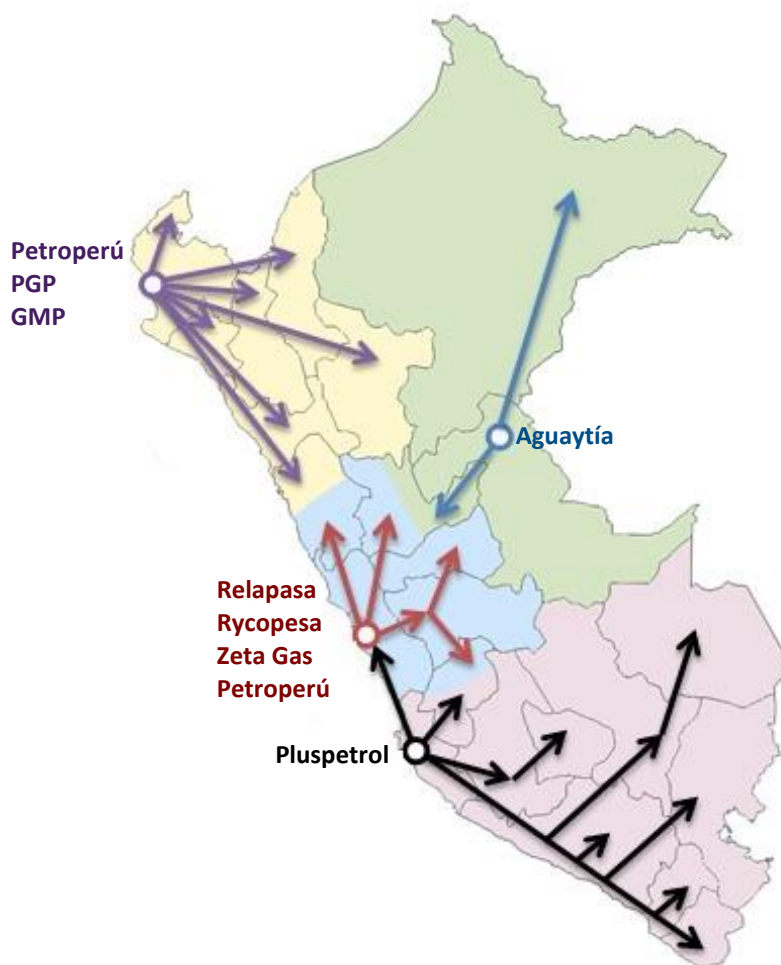 Petroperú
PGP
GMP
Aguaytía
Relapasa
Rycopesa
Zeta Gas
Petroperú
Pluspetrol